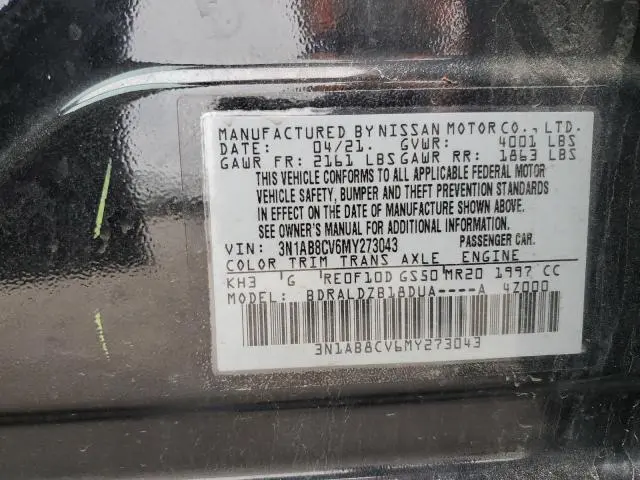 MANUFACTURED BY NISSAN MOTOR CO., LTD.
DATE: 04/21. GVWR: 4001 LBS
GAWR FR: 2161 LBS GAWR RR: 1863 LBS
THIS VEHICLE CONFORMS TO ALL APPLICABLE FEDERAL MOTOR
VEHICLE SAFETY, BUMPER AND THEFT PREVENTION STANDARDS
IN EFFECT ON THE DATE OF MANUFACTURE SHOWN ABOVE.
SEE OWNER'S MANUAL FOR ADDITIONAL INFORMATION.
VIN: 3N1AB8CV6MY273043 PASSENGER CAR.
COLOR TRIM TRANS AXLE ENGINE
KH3 G RE0F10D GS50 MR20 1997 CC
MODEL: BDRALDZB18DUA----A 4Z000
3N1AB8CV6MY273043